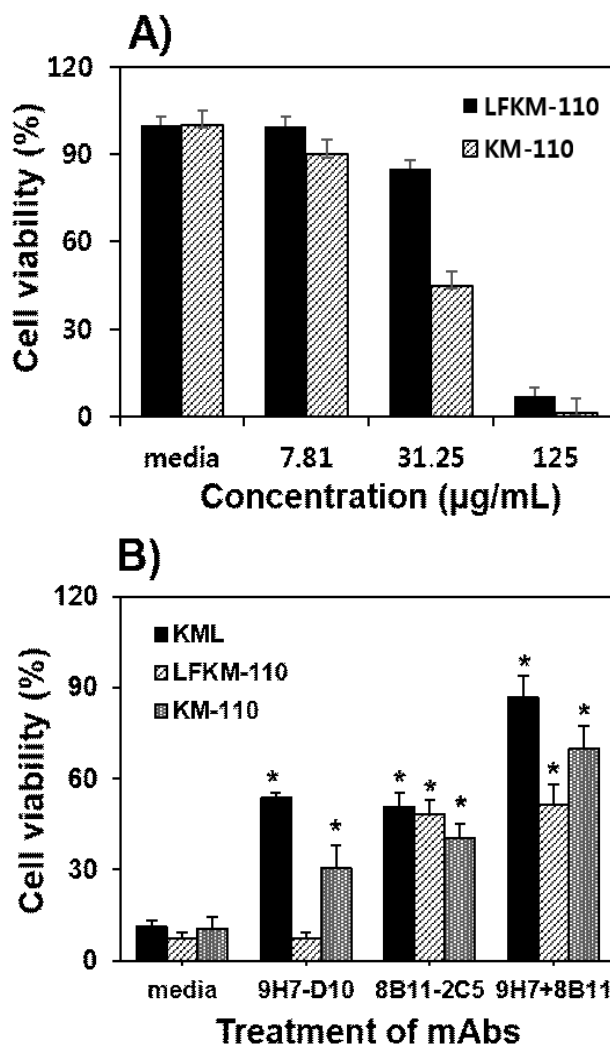 A)
120
90
60
30
0
Cell viability (%)
LFKM-110
KM-110
media 7.81 31.25 125
Concentration (µg/mL)
B)
120
90
60
30
0
Cell viability (%)
KML
LFKM-110
KM-110
* * * * * * * *
media 9H7-D10 8B11-2C5 9H7+8B11
Treatment of mAbs